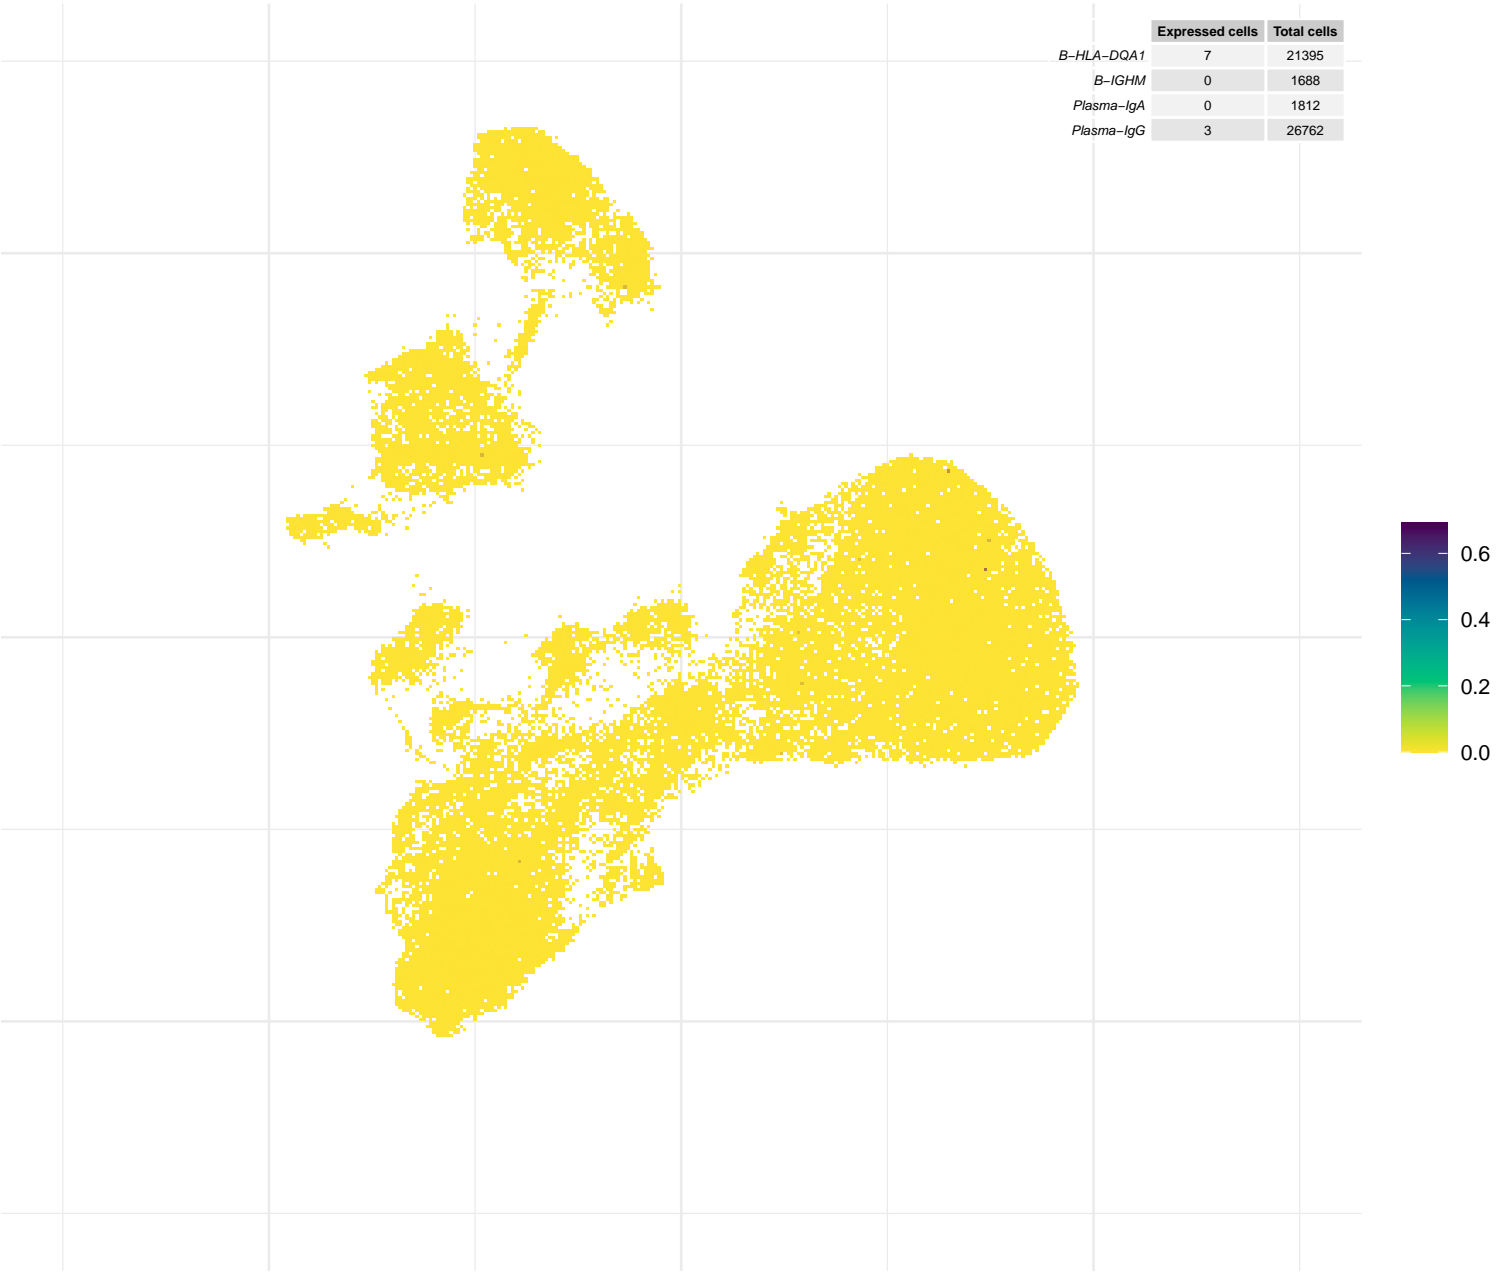 Expressed cells Total cells
B−HLA−DQA1 7 21395
B−IGHM 0 1688
Plasma−IgA 0 1812
Plasma−IgG 3 26762
0.6
0.4
0.2
0.0